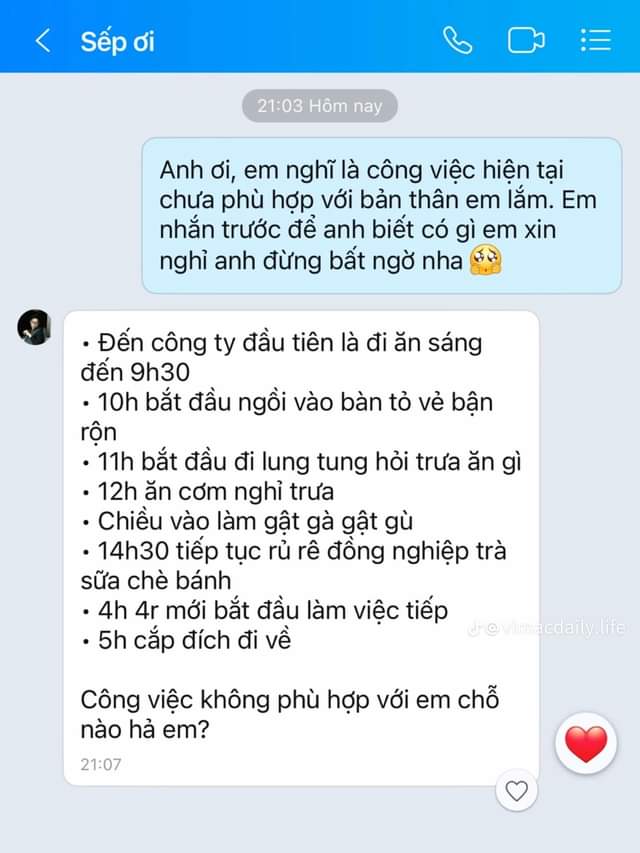 Sếp ơi
21:03 Hôm nay
Anh ơi, em nghĩ là công việc hiện tại
chưa phù hợp với bản thân em lắm. Em
nhắn trước để anh biết có gì em xin
nghỉ anh đừng bất ngờ nha 🥹
• Đến công ty đầu tiên là đi ăn sáng
đến 9h30
• 10h bắt đầu ngồi vào bàn tỏ vẻ bận
rộn
• 11h bắt đầu đi lung tung hỏi trưa ăn gì
• 12h ăn cơm nghỉ trưa
• Chiều vào làm gật gà gật gù
• 14h30 tiếp tục rủ rê đồng nghiệp trà
sữa chè bánh
• 4h 4r mới bắt đầu làm việc tiếp
• 5h cắp đích đi về
Công việc không phù hợp với em chỗ
nào hả em?
21:07